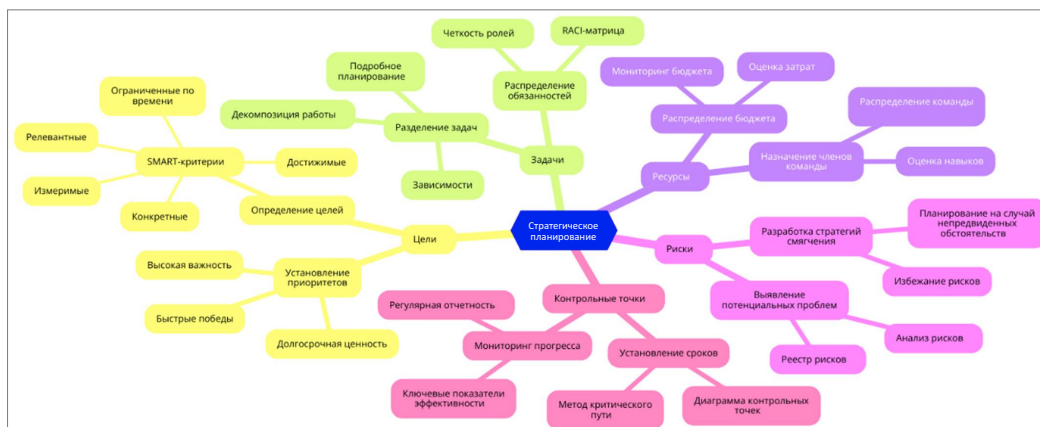 Четкость ролей
RACI-матрица
Подробное
планирование
Распределение
обязанностей
Декомпозиция работы
Разделение задач
Задачи
Зависимости
Мониторинг бюджета
Оценка затрат
Распределение бюджета
Распределение команды
Назначение членов
команды
Оценка навыков
Ресурсы
Ограниченные по
времени
Релевантные
SMART-критерии
Достижимые
Измеримые
Конкретные
Определение целей
Цели
Высокая важность
Установление
приоритетов
Быстрые победы
Долгосрочная ценность
Стратегическое
планирование
Риски
Разработка стратегий
смягчения
Планирование на случай
непредвиденных
обстоятельств
Избежание рисков
Выявление
потенциальных проблем
Анализ рисков
Реестр рисков
Контрольные точки
Регулярная отчетность
Мониторинг прогресса
Ключевые показатели
эффективности
Установление сроков
Метод критического
пути
Диаграмма контрольных
точек